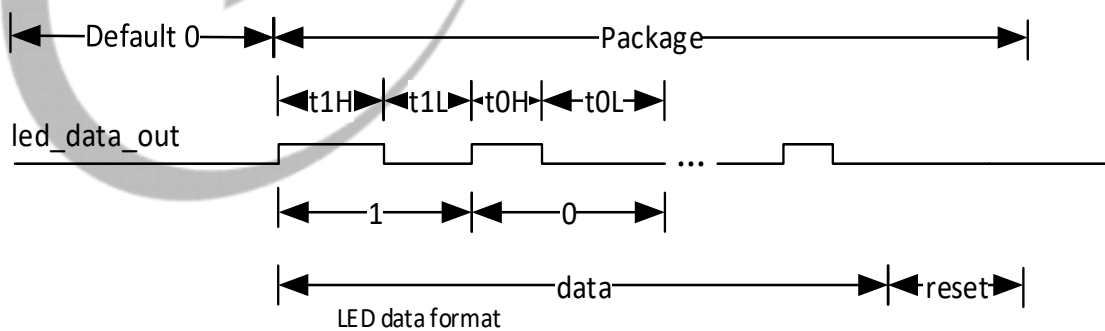 Default 0 Package
t1H t1L t0H t0L
led_data_out
...
1 0
data reset
LED data format